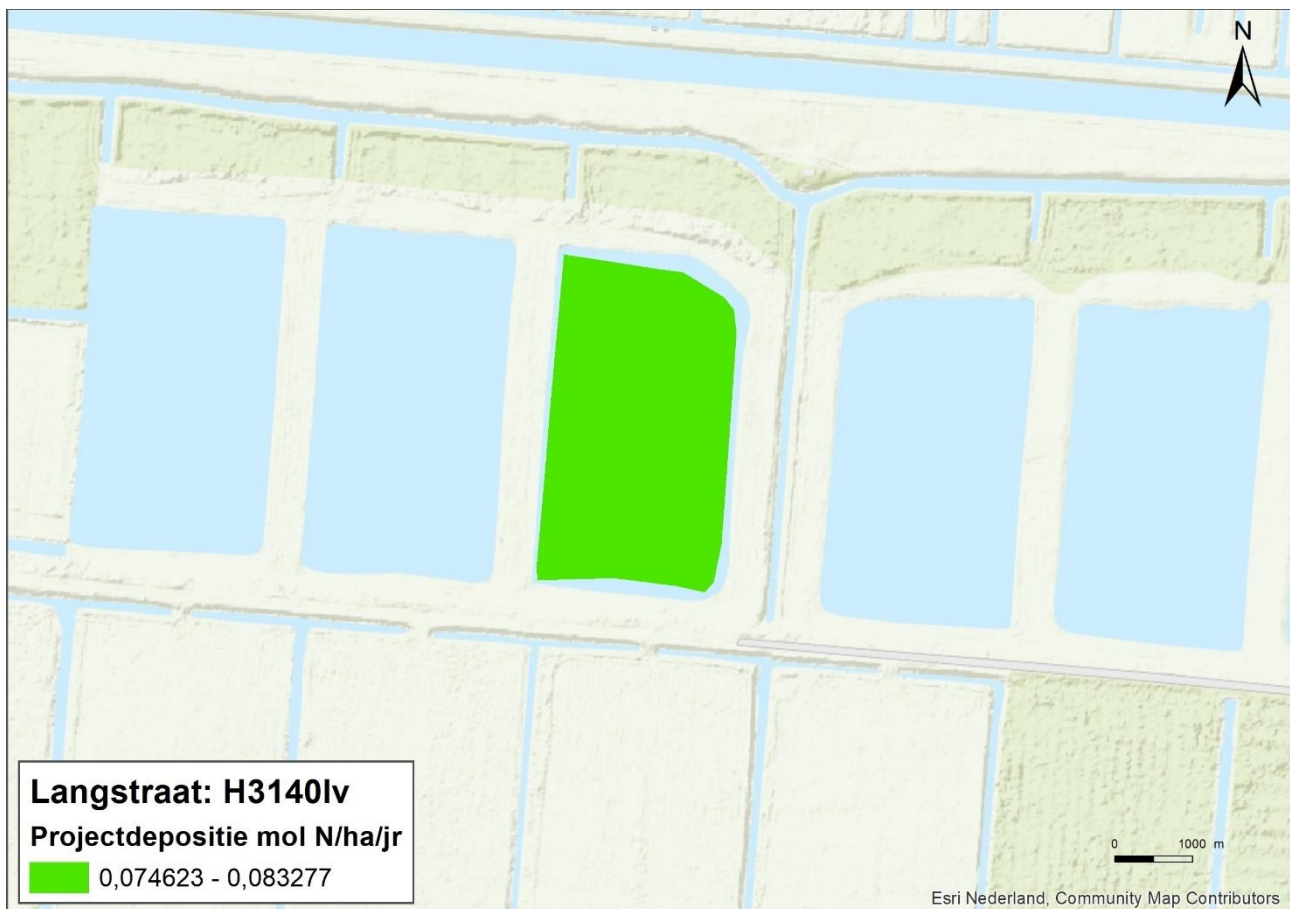 N
Langstraat: H3140lv
Projectdepositie mol N/ha/jr
0,074623 - 0,083277
0 1000 m
Esri Nederland, Community Map Contributors